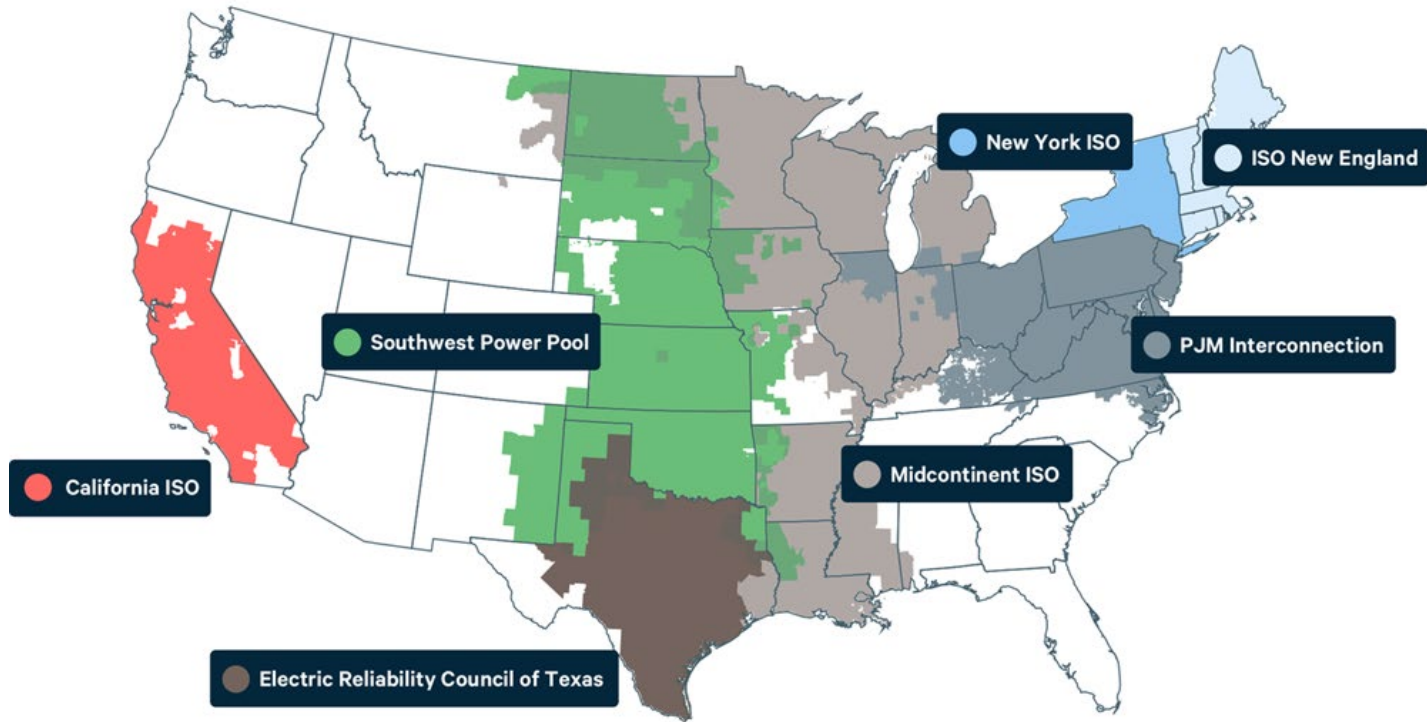 New York ISO
ISO New England
Southwest Power Pool
PJM Interconnection
California ISO
Midcontinent ISO
Electric Reliability Council of Texas